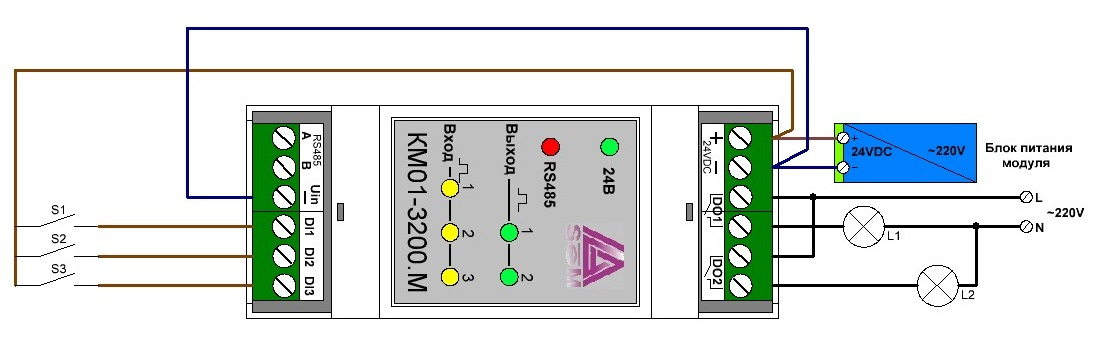 S1
S2
S3
A
B
RS485
Uin
DI1
DI2
DI3
КМ01-3200.М
Вход
1
2
3
Выход
1
2
RS485
24В
+
−
24VDC
DO1
DO2
+
24VDC
~220V
−
Блок питания
модуля
L
~220V
N
L1
L2